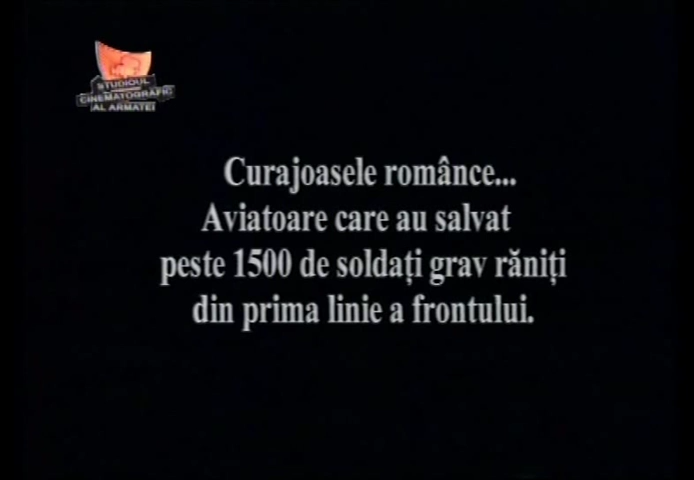 STUDIOUL
CINEMATOGRAFIC
AL ARMATEI
Curajoasele românce...
Aviatoare care au salvat
peste 1500 de soldați grav răniți
din prima linie a frontului.